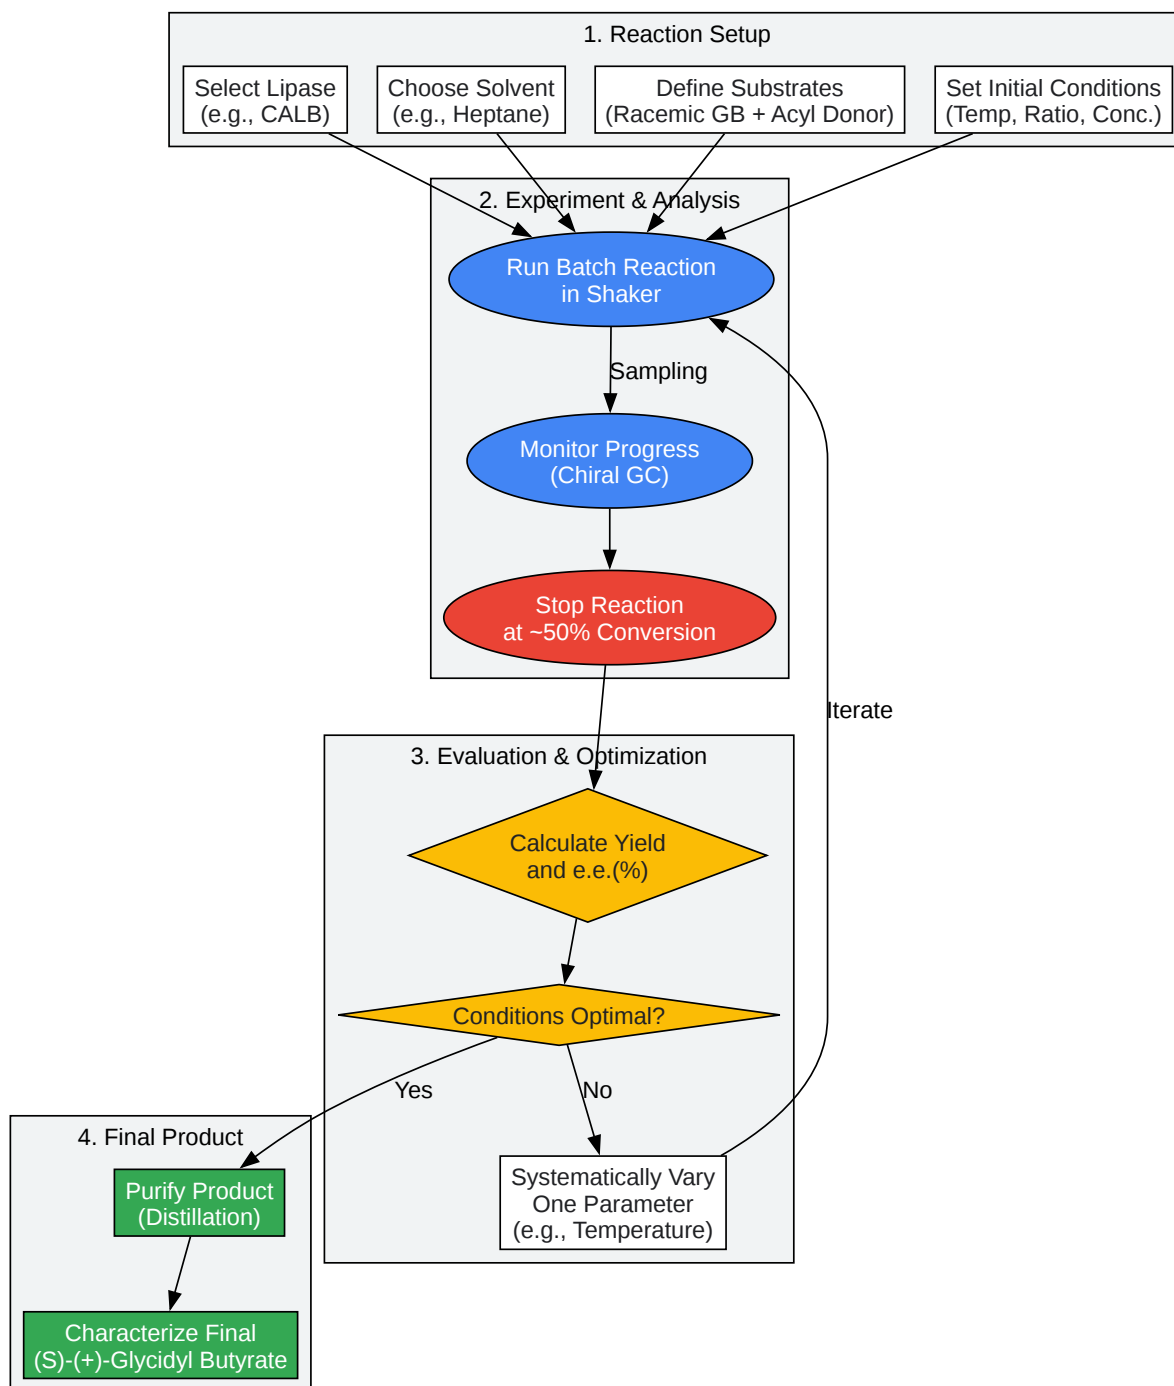 1. Reaction Setup
Select Lipase
(e.g., CALB)
Choose Solvent
(e.g., Heptane)
Define Substrates
(Racemic GB + Acyl Donor)
Set Initial Conditions
(Temp, Ratio, Conc.)
2. Experiment & Analysis
Run Batch Reaction
in Shaker
Sampling
Monitor Progress
(Chiral GC)
Stop Reaction
at ~50% Conversion
Iterate
3. Evaluation & Optimization
Calculate Yield
and e.e.(%)
Conditions Optimal?
Yes
No
Systematically Vary
One Parameter
(e.g., Temperature)
4. Final Product
Purify Product
(Distillation)
Characterize Final
(S)-(+)-Glycidyl Butyrate